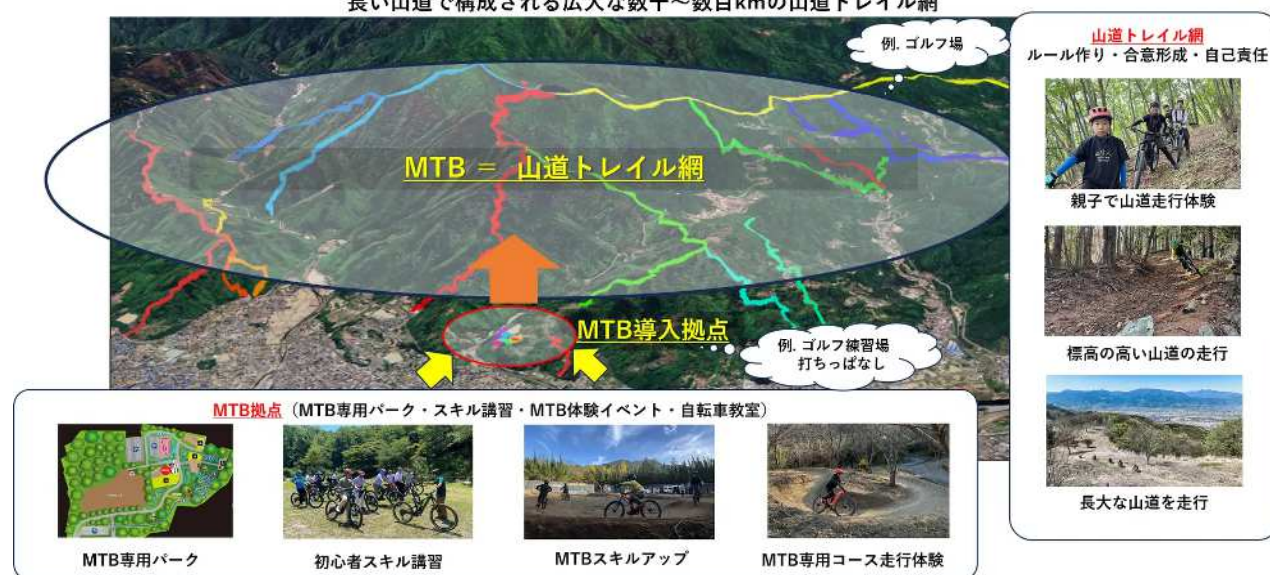 長い山道で構成される広大な数十～数百kmの山道トレイル網
例. ゴルフ場
MTB = 山道トレイル網
MTB導入拠点
例. ゴルフ練習場
打ちっぱなし
山道トレイル網
ルール作り・合意形成・自己責任
親子で山道走行体験
標高の高い山道の走行
長大な山道を走行
MTB拠点（MTB専用パーク・スキル講習・MTB体験イベント・自転車教室）
MTB専用パーク
初心者スキル講習
MTBスキルアップ
MTB専用コース走行体験